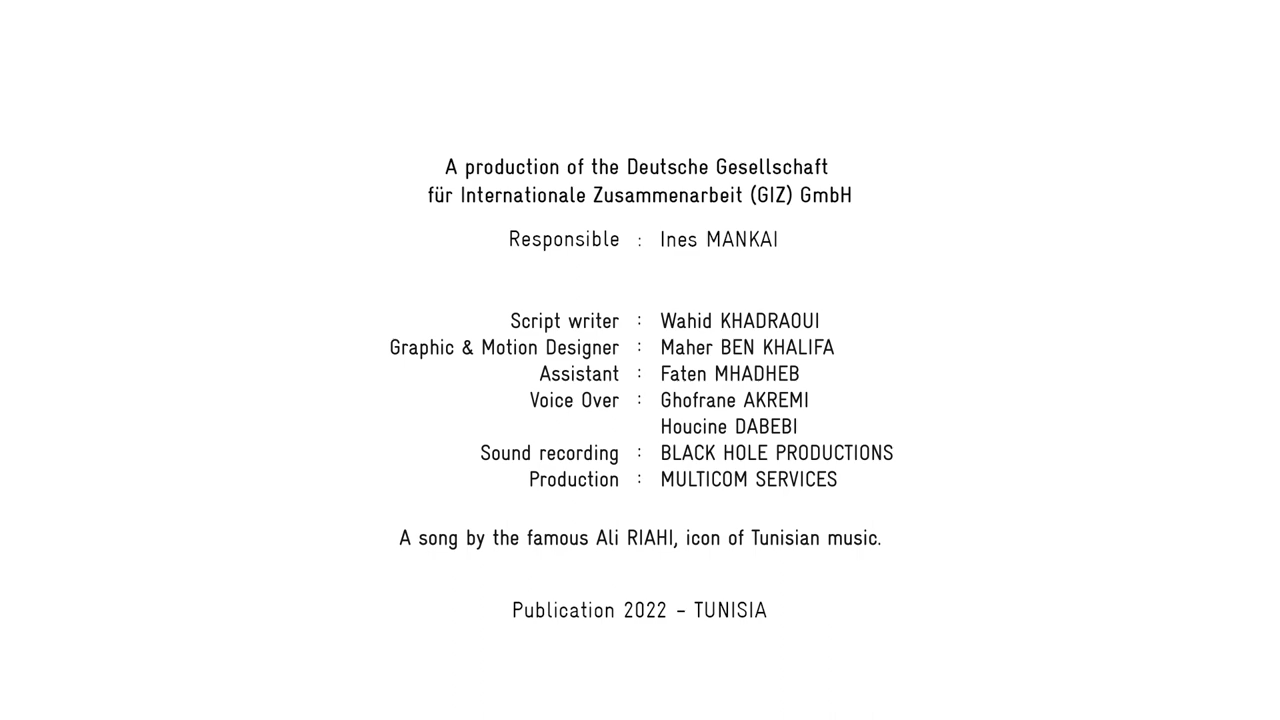 A production of the Deutsche Gesellschaft
für Internationale Zusammenarbeit (GIZ) GmbH
Responsible : Ines MANKAI
Script writer : Wahid KHADRAOUI
Graphic & Motion Designer : Maher BEN KHALIFA
Assistant : Faten MHADHEB
Voice Over : Ghofrane AKREMI
Houcine DABEBI
Sound recording : BLACK HOLE PRODUCTIONS
Production : MULTICOM SERVICES
A song by the famous Ali RIAHI, icon of Tunisian music.
Publication 2022 - TUNISIA